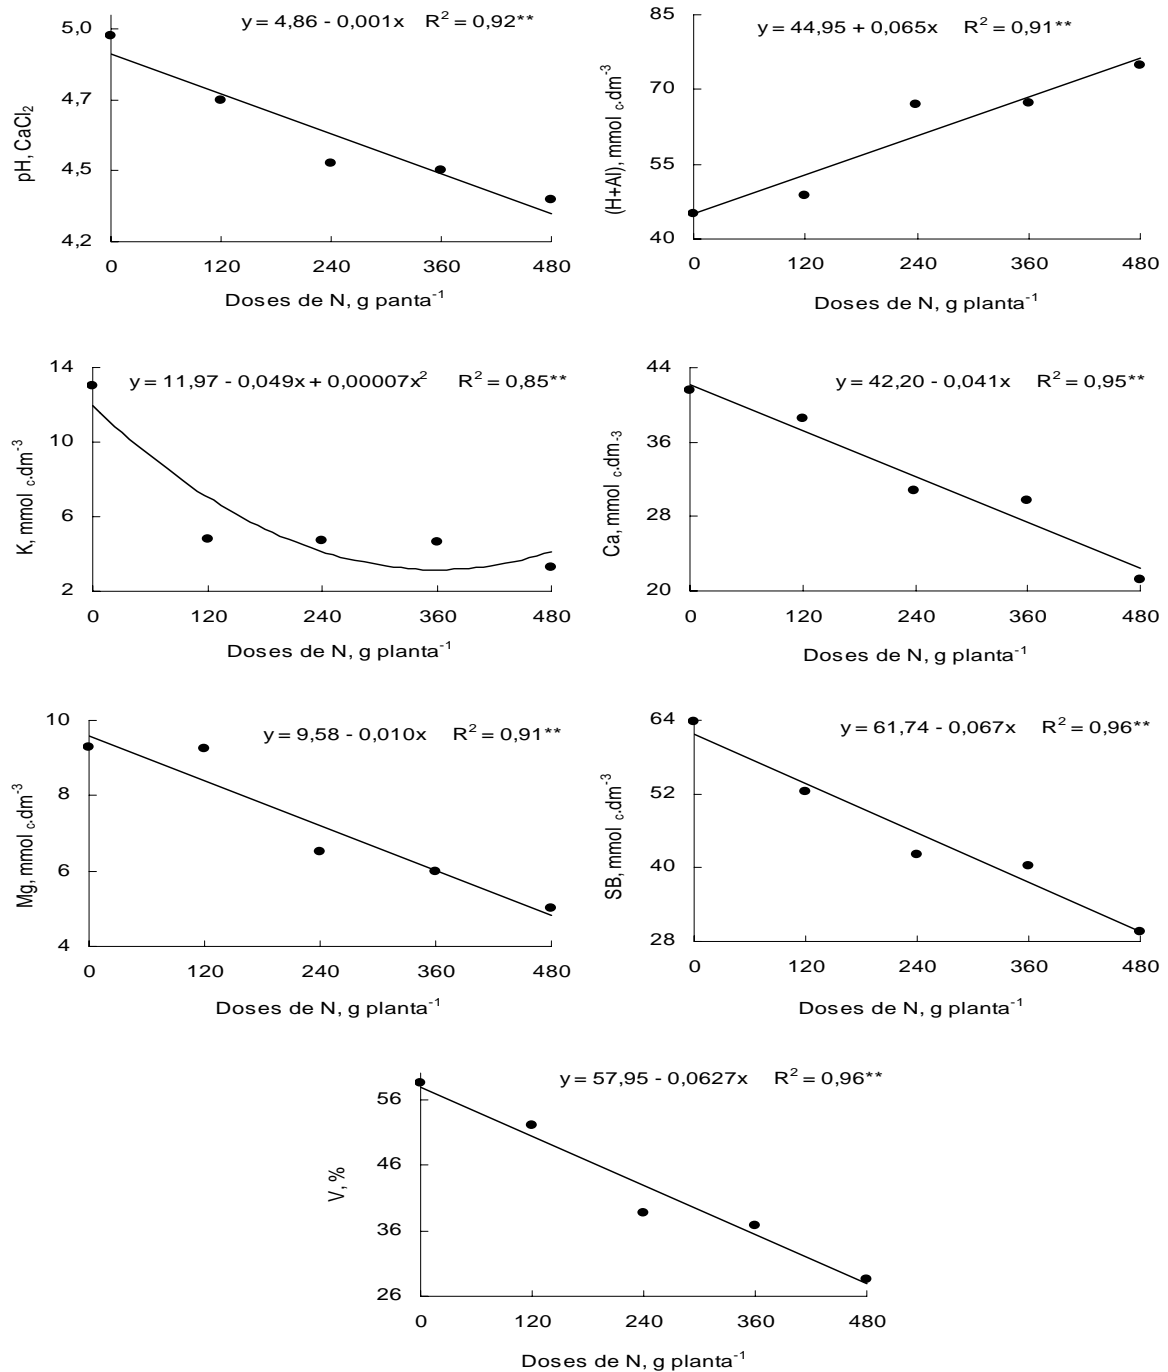 y = 4,86 - 0,001x R² = 0,92**
pH, CaCl₂
5,0
4,7
4,5
4,2
0 120 240 360 480
Doses de N, g panta⁻¹
y = 44,95 + 0,065x R² = 0,91**
(H+Al), mmol c.dm⁻³
85
70
55
40
0 120 240 360 480
Doses de N, g planta⁻¹
y = 11,97 - 0,049x + 0,00007x² R² = 0,85**
K, mmol c.dm⁻³
14
10
6
2
0 120 240 360 480
Doses de N, g planta⁻¹
y = 42,20 - 0,041x R² = 0,95**
Ca, mmol c.dm-3
44
36
28
20
0 120 240 360 480
Doses de N, g planta⁻¹
y = 9,58 - 0,010x R² = 0,91**
Mg, mmol c.dm⁻³
10
8
6
4
0 120 240 360 480
Doses de N, g planta⁻¹
y = 61,74 - 0,067x R² = 0,96**
SB, mmol c.dm⁻³
64
52
40
28
0 120 240 360 480
Doses de N, g planta⁻¹
y = 57,95 - 0,0627x R² = 0,96**
V, %
56
46
36
26
0 120 240 360 480
Doses de N, g planta⁻¹